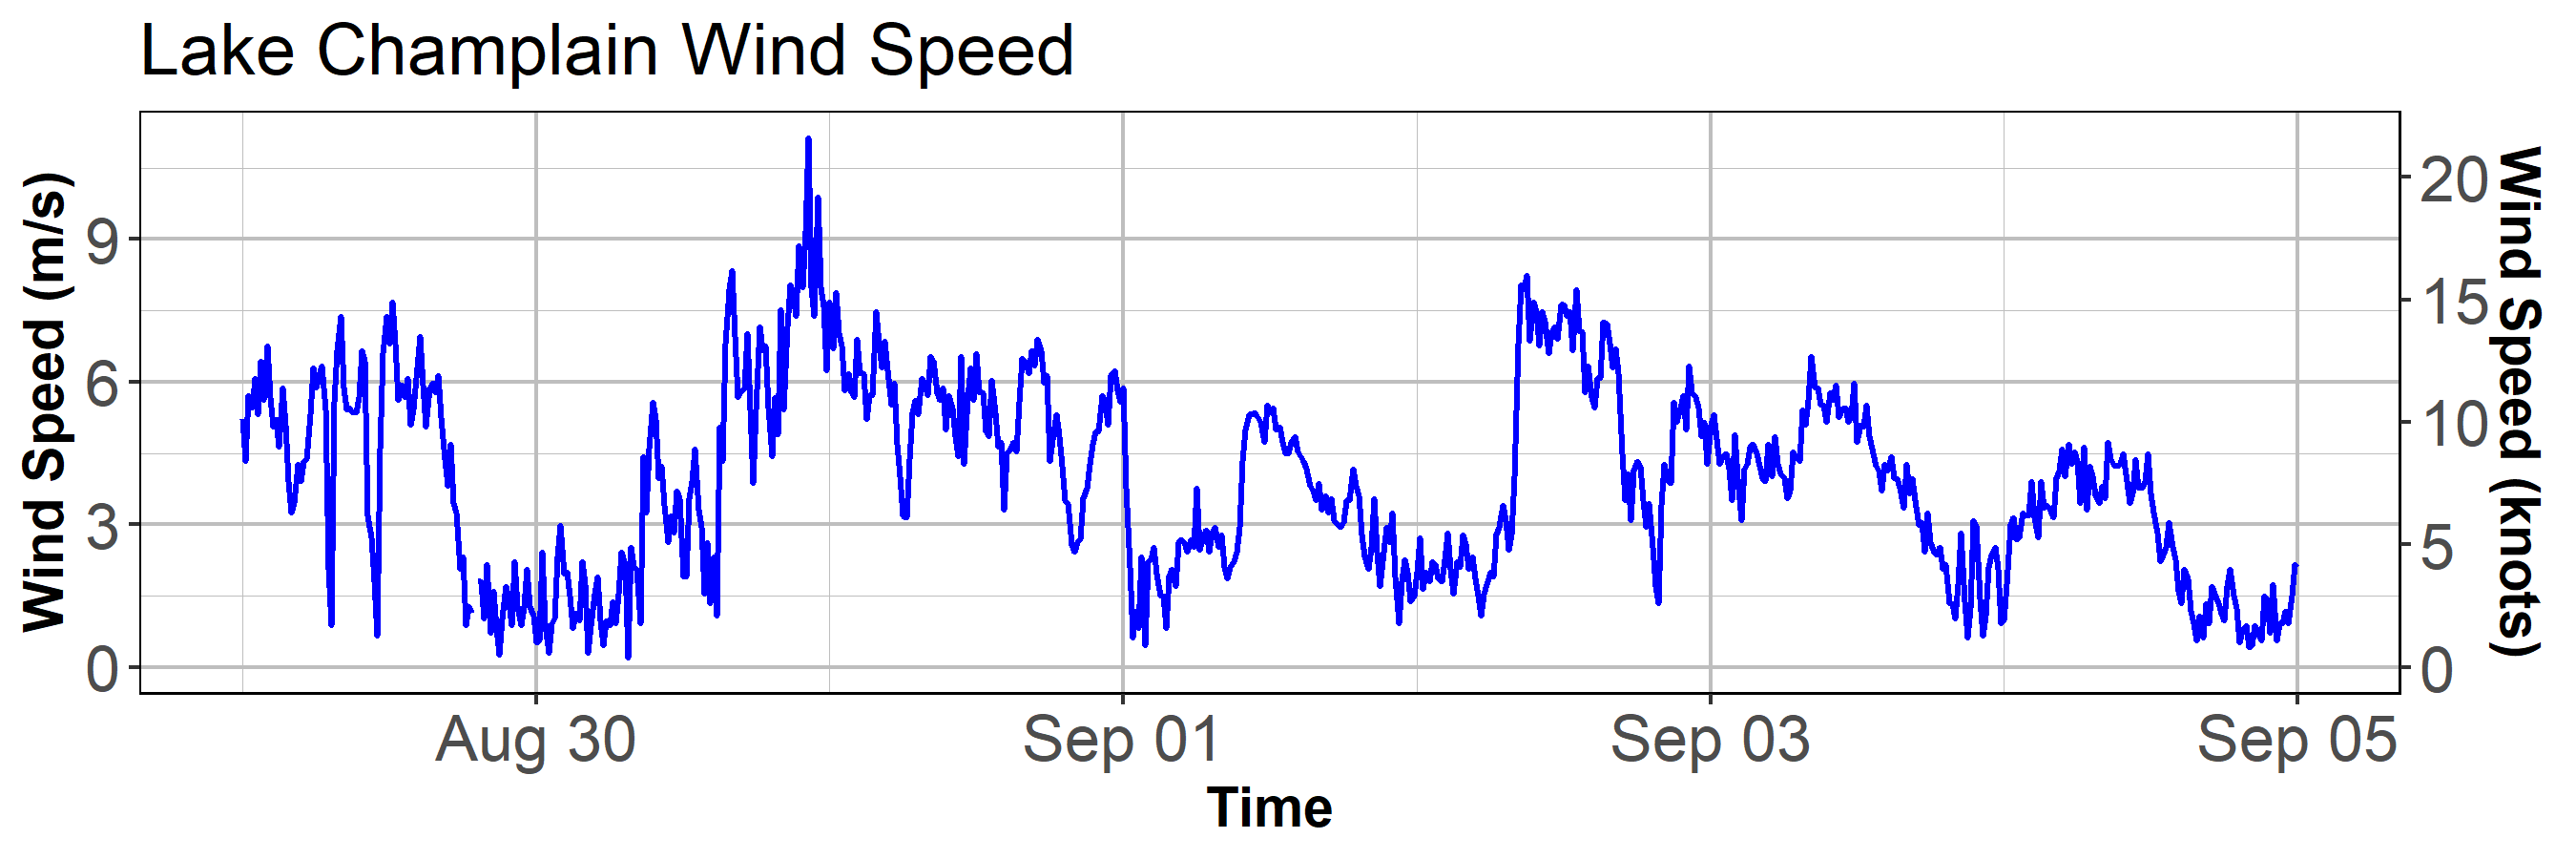 Lake Champlain Wind Speed
Wind Speed (m/s)
9
6
3
0
20
15
10
5
0
Wind Speed (knots)
Aug 30
Sep 01
Sep 03
Sep 05
Time